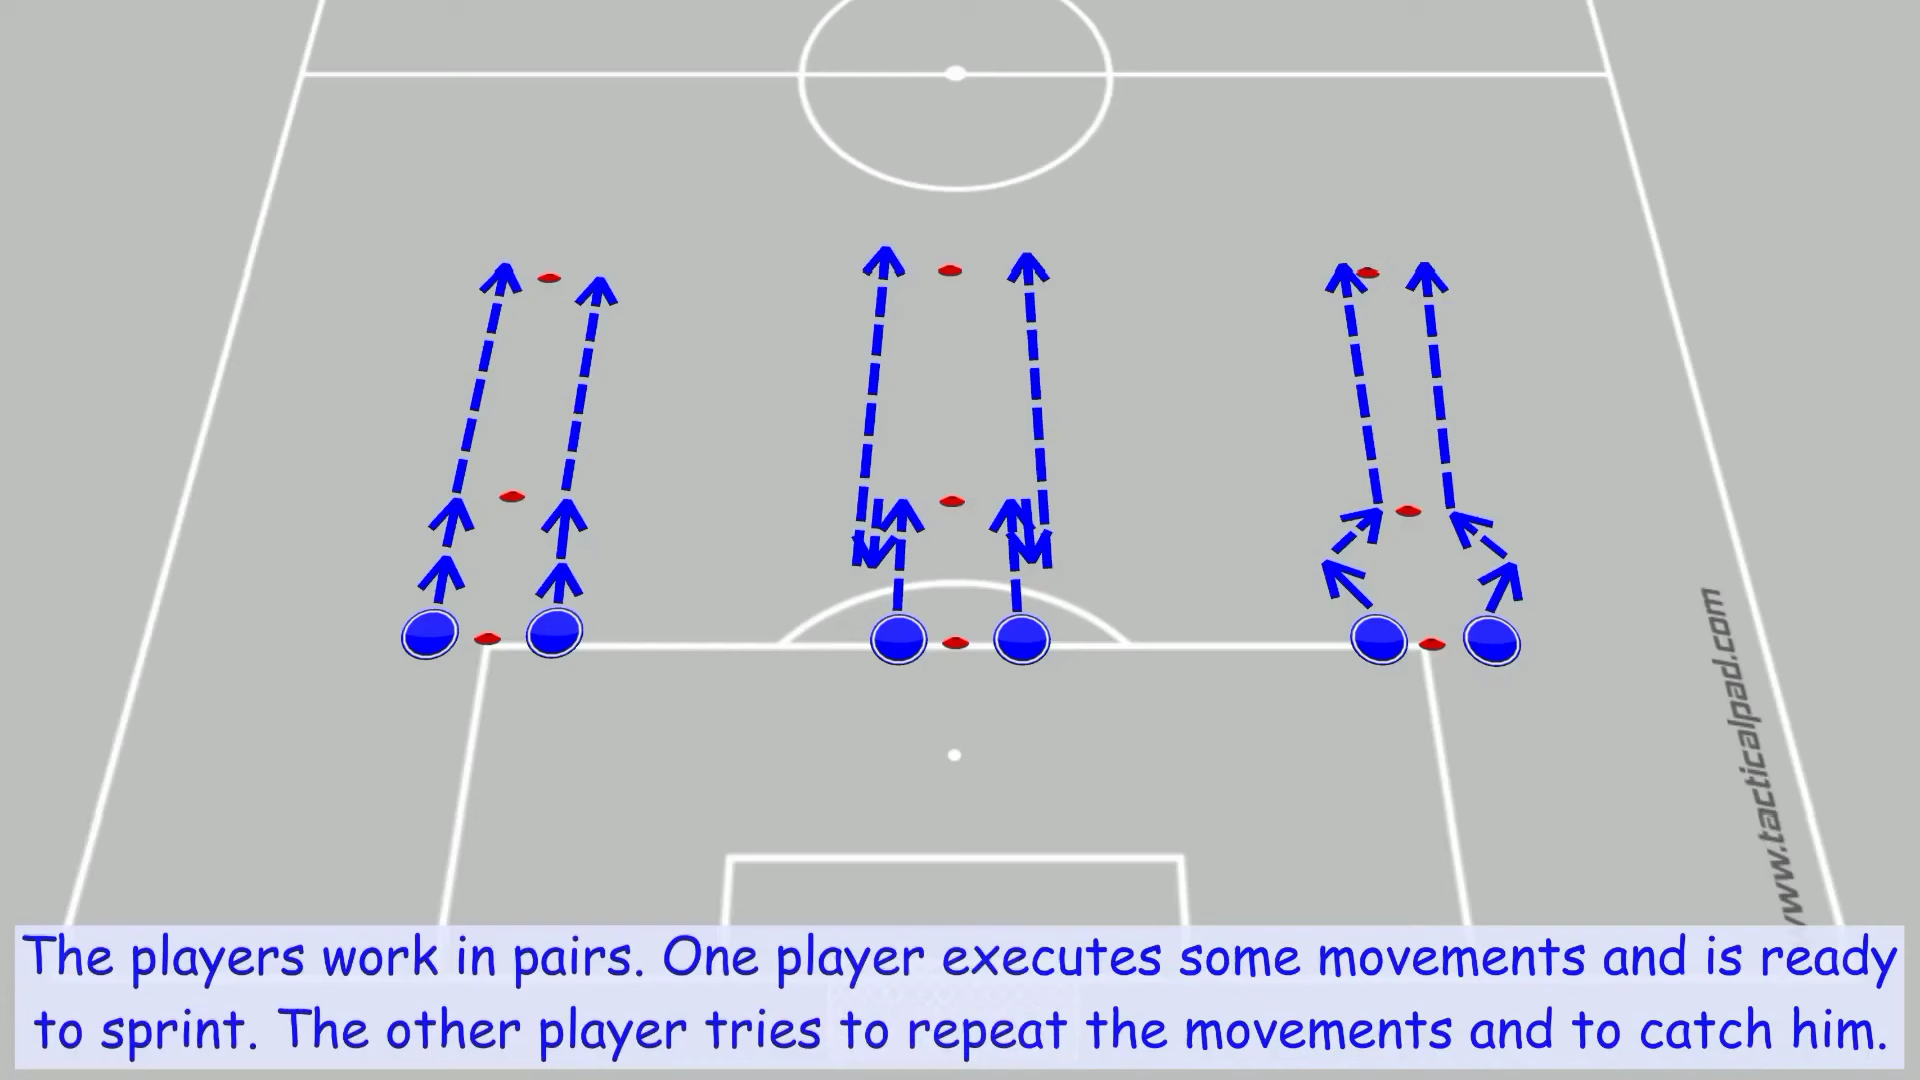 www.tacticalpad.com
The players work in pairs. One player executes some movements and is ready
to sprint. The other player tries to repeat the movements and to catch him.